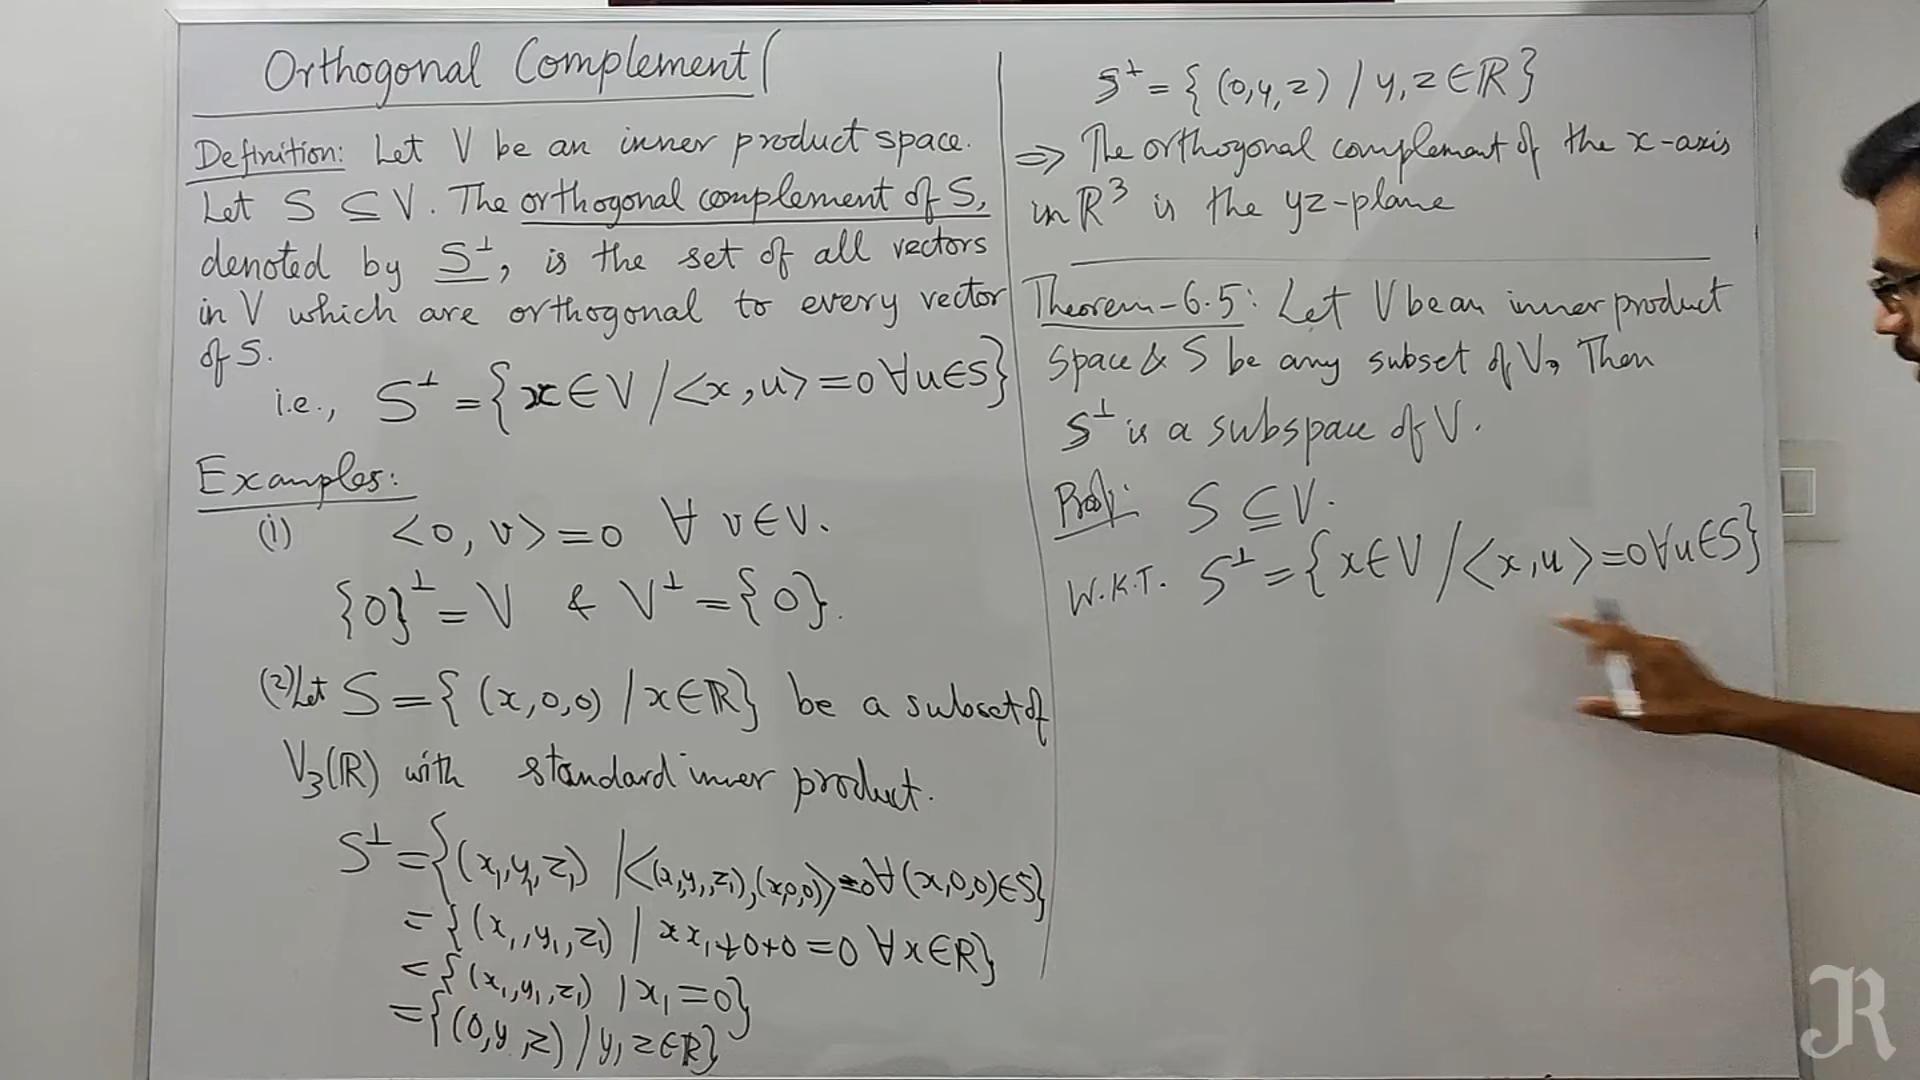 Orthogonal Complement (
Definition: Let V be an inner product space.
Let S ⊆ V. The orthogonal complement of S,
denoted by S⊥, is the set of all vectors
in V which are orthogonal to every vector
of S.
i.e., S⊥ = {x ∈ V / <x, u> = 0 ∀ u ∈ S}
Examples:
(i) <0, v> = 0 ∀ v ∈ V.
{0}⊥ = V & V⊥ = {0}.
(2) Let S = { (x, 0, 0) / x ∈ ℝ} be a subset of
V₃(ℝ) with standard inner product.
S⊥ = {(x₁, y₁, z₁) / <(x₁, y₁, z₁), (x, 0, 0)> = 0 ∀ (x, 0, 0) ∈ S}
= {(x₁, y₁, z₁) | x x₁ + 0 + 0 = 0 ∀ x ∈ ℝ}
= {(x₁, y₁, z₁) / x₁ = 0}
= {(0, y, z) / y, z ∈ ℝ}
S⊥ = { (0, y, z) / y, z ∈ ℝ}
⇒ The orthogonal complement of the x-axis
in ℝ³ is the yz-plane
Theorem-6.5: Let V be an inner product
space & S be any subset of V, Then
S⊥ is a subspace of V.
Proof: S ⊆ V.
W.K.T. S⊥ = {x ∈ V / <x, u> = 0 ∀ u ∈ S}
R